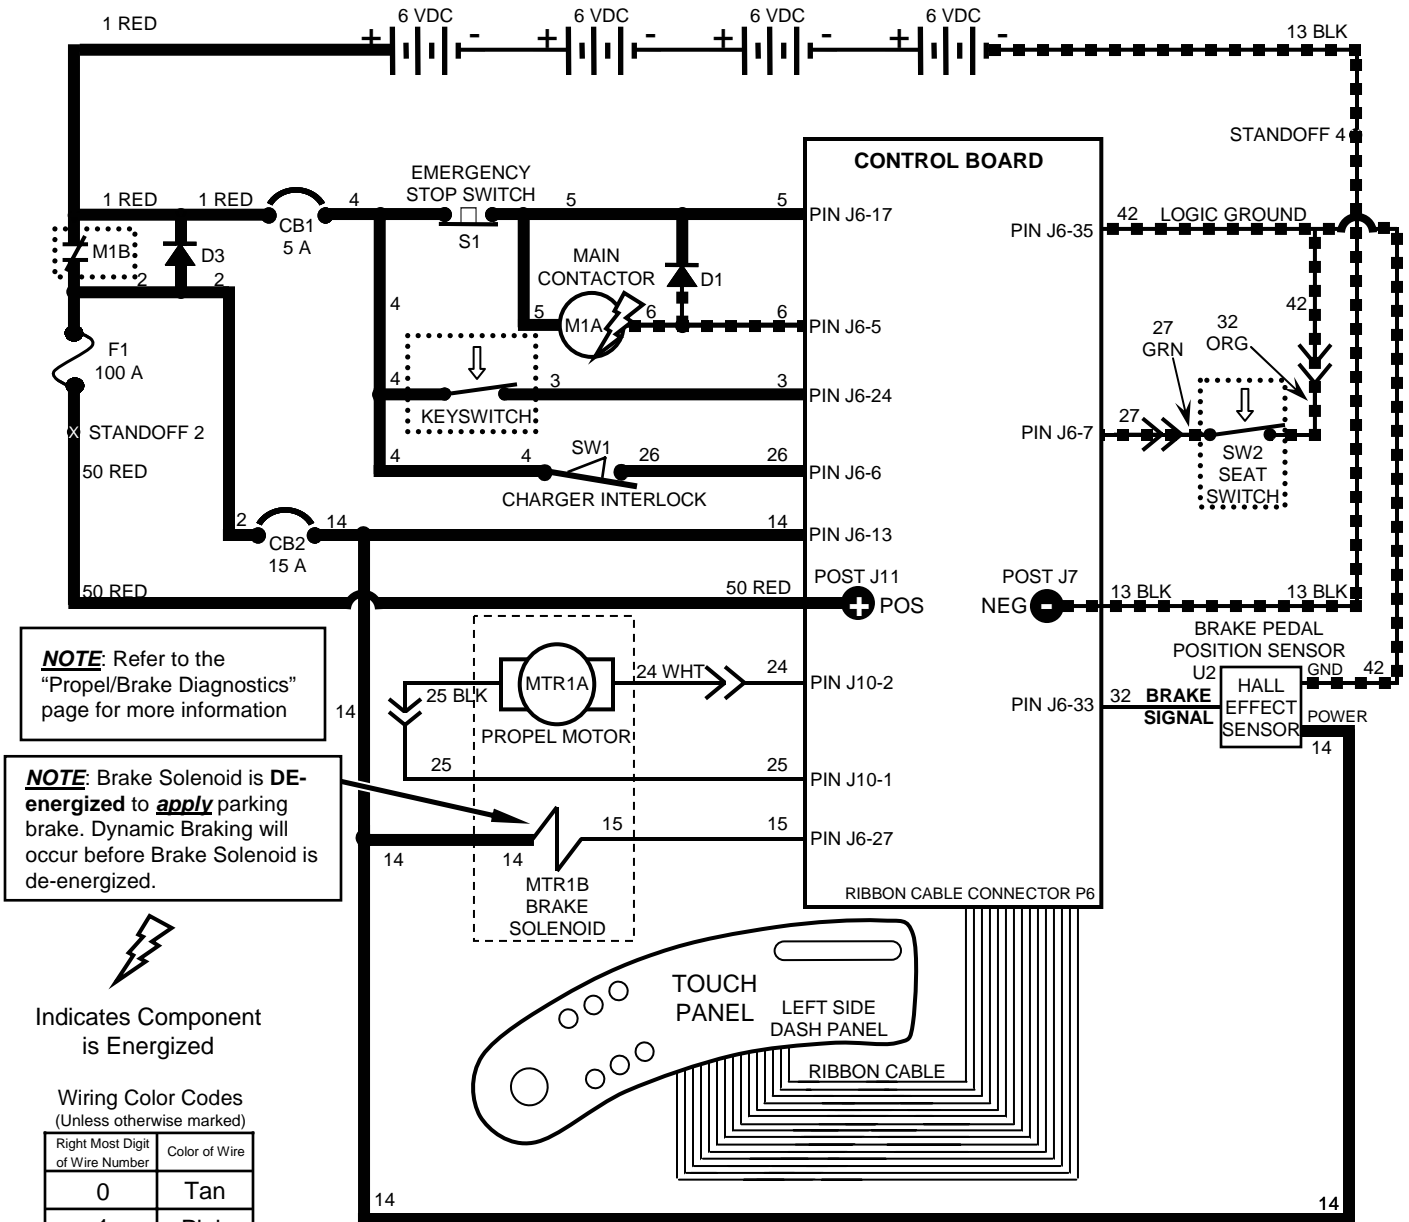 1 RED
6 VDC
6 VDC
6 VDC
6 VDC
13 BLK
+ - + - + - + -
STANDOFF 4
CONTROL BOARD
EMERGENCY
STOP SWITCH
S1
1 RED
1 RED
4
5
5
PIN J6-17
PIN J6-35
42
LOGIC GROUND
CB1
5 A
M1B
D3
2
2
MAIN
CONTACTOR
D1
4
5
M1A
6
6
PIN J6-5
42
27
GRN
32
ORG
F1
100 A
4
3
3
PIN J6-24
KEYSWITCH
X STANDOFF 2
27
PIN J6-7
SW2
SEAT
SWITCH
50 RED
4
4
SW1
26
26
PIN J6-6
CHARGER INTERLOCK
2
14
14
PIN J6-13
CB2
15 A
50 RED
50 RED
POST J11
+ POS
POST J7
NEG -
13 BLK
13 BLK
NOTE: Refer to the
“Propel/Brake Diagnostics”
page for more information
BRAKE PEDAL
POSITION SENSOR
U2
GND
42
HALL
EFFECT
SENSOR
POWER
14
PIN J6-33
32
BRAKE
SIGNAL
MTR1A
PROPEL MOTOR
24 WHT
24
PIN J10-2
25 BLK
14
25
25
PIN J10-1
NOTE: Brake Solenoid is DE-
energized to apply parking
brake. Dynamic Braking will
occur before Brake Solenoid is
de-energized.
14
14
15
15
PIN J6-27
MTR1B
BRAKE
SOLENOID
RIBBON CABLE CONNECTOR P6
TOUCH
PANEL
LEFT SIDE
DASH PANEL
RIBBON CABLE
Indicates Component
is Energized
Wiring Color Codes
(Unless otherwise marked)
Right Most Digit
of Wire Number
Color of Wire
0 Tan
14
14